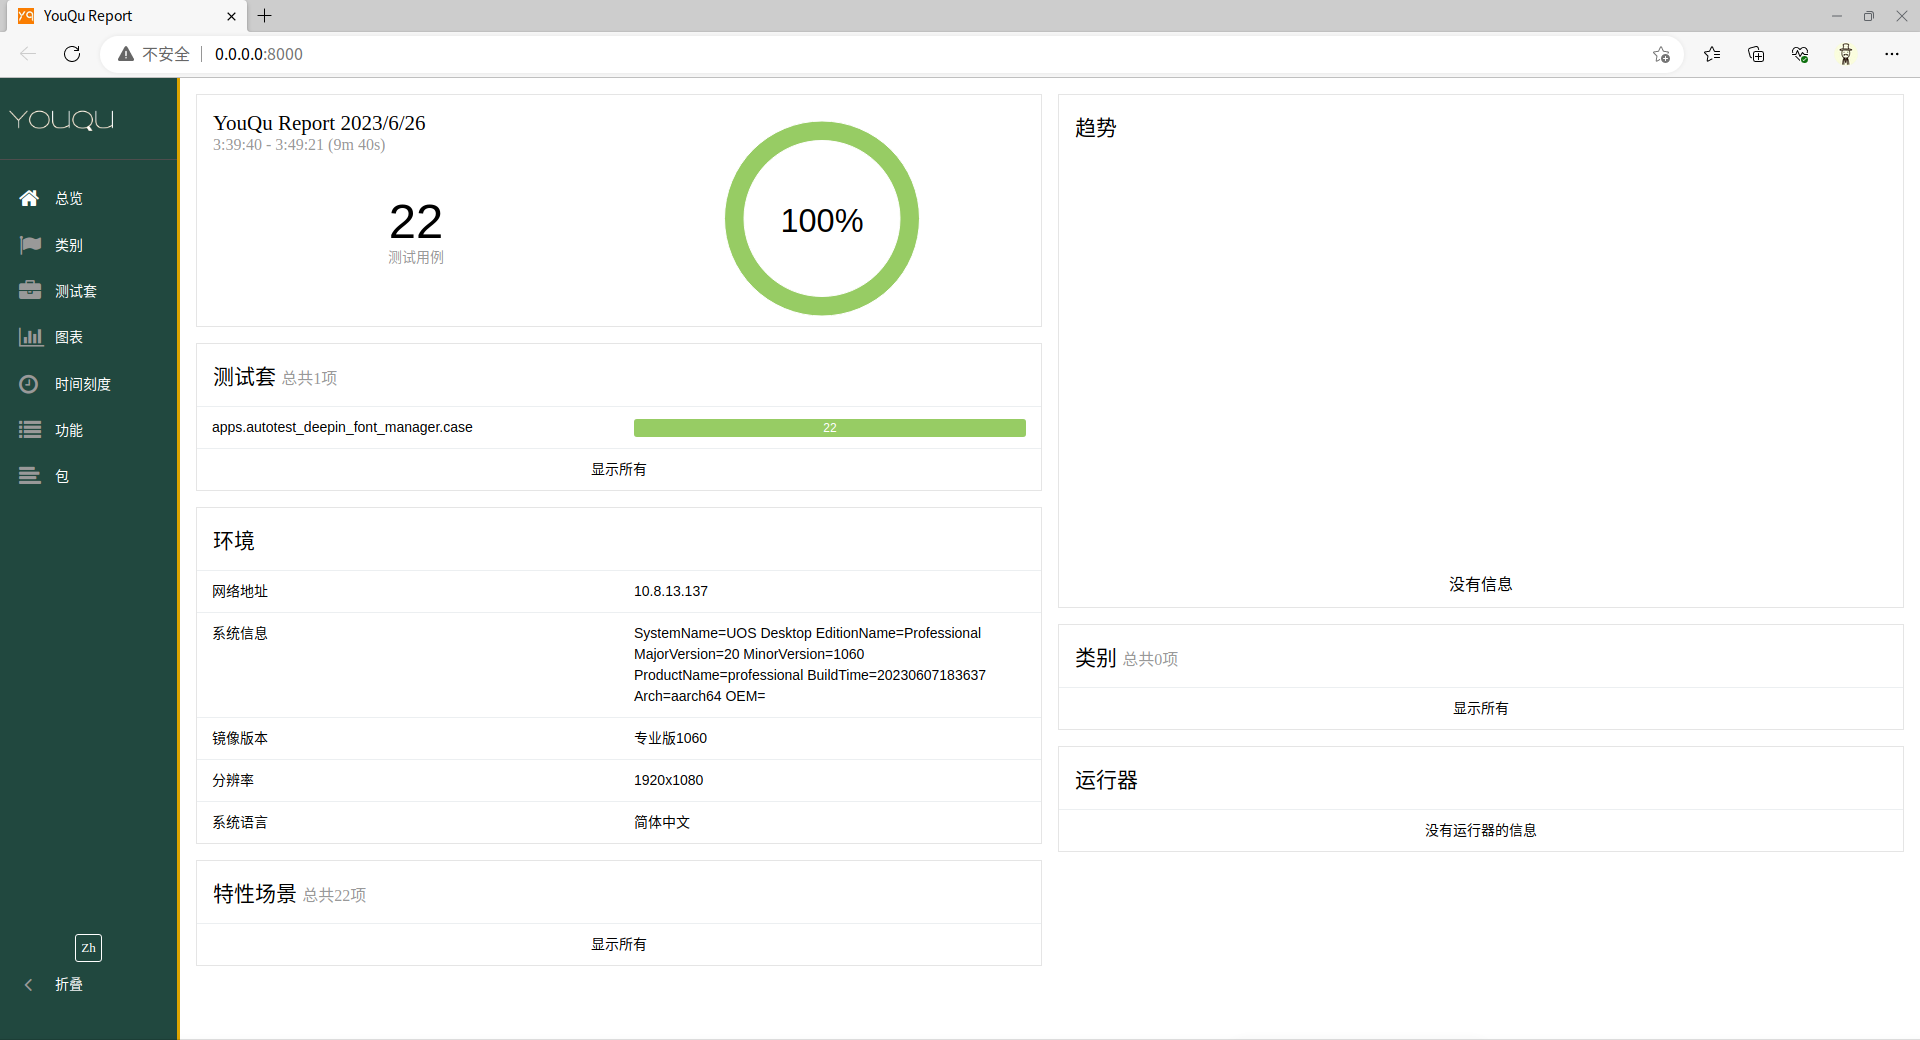 YouQu Report
不安全
0.0.0.0:8000
YOUQU
总览
类别
测试套
图表
时间刻度
功能
包
Zh
折叠
YouQu Report 2023/6/26
3:39:40 - 3:49:21 (9m 40s)
22
测试用例
100%
测试套 总共1项
apps.autotest_deepin_font_manager.case
22
显示所有
环境
网络地址
10.8.13.137
系统信息
SystemName=UOS Desktop EditionName=Professional
MajorVersion=20 MinorVersion=1060
ProductName=professional BuildTime=20230607183637
Arch=aarch64 OEM=
镜像版本
专业版1060
分辨率
1920x1080
系统语言
简体中文
特性场景 总共22项
显示所有
趋势
没有信息
类别 总共0项
显示所有
运行器
没有运行器的信息